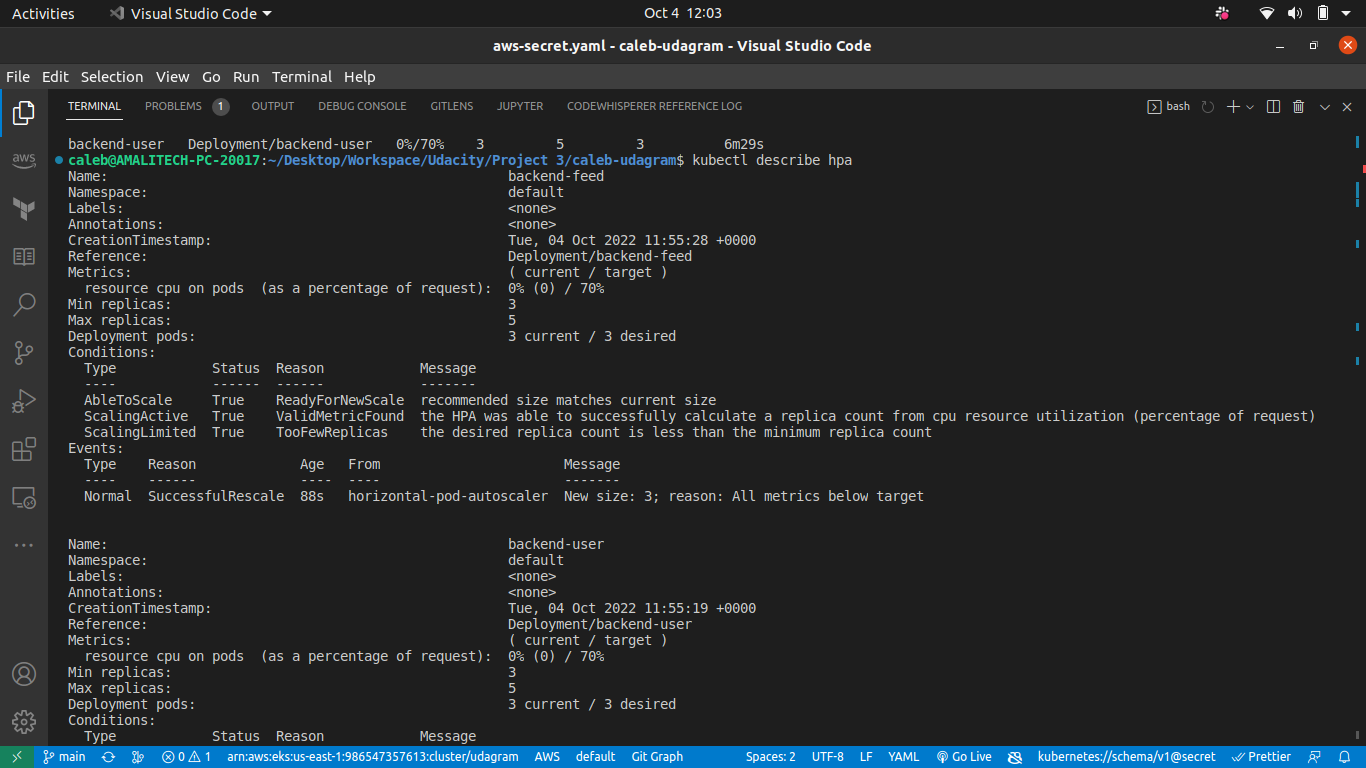 Activities Visual Studio Code Oct 4 12:03
aws-secret.yaml - caleb-udagram - Visual Studio Code
File Edit Selection View Go Run Terminal Help
TERMINAL PROBLEMS 1 OUTPUT DEBUG CONSOLE GITLENS JUPYTER CODEWHISPERER REFERENCE LOG bash
aws
backend-user Deployment/backend-user 0%/70% 3 5 3 6m29s
caleb@AMALITECH-PC-20017:~/Desktop/Workspace/Udacity/Project 3/caleb-udagram$ kubectl describe hpa
Name: backend-feed
Namespace: default
Labels: <none>
Annotations: <none>
CreationTimestamp: Tue, 04 Oct 2022 11:55:28 +0000
Reference: Deployment/backend-feed
Metrics: ( current / target )
resource cpu on pods (as a percentage of request): 0% (0) / 70%
Min replicas: 3
Max replicas: 5
Deployment pods: 3 current / 3 desired
Conditions:
Type Status Reason Message
---- ------ ------ -------
AbleToScale True ReadyForNewScale recommended size matches current size
ScalingActive True ValidMetricFound the HPA was able to successfully calculate a replica count from cpu resource utilization (percentage of request)
ScalingLimited True TooFewReplicas the desired replica count is less than the minimum replica count
Events:
Type Reason Age From Message
---- ------ ---- ---- -------
Normal SuccessfulRescale 88s horizontal-pod-autoscaler New size: 3; reason: All metrics below target
Name: backend-user
Namespace: default
Labels: <none>
Annotations: <none>
CreationTimestamp: Tue, 04 Oct 2022 11:55:19 +0000
Reference: Deployment/backend-user
Metrics: ( current / target )
resource cpu on pods (as a percentage of request): 0% (0) / 70%
Min replicas: 3
Max replicas: 5
Deployment pods: 3 current / 3 desired
Conditions:
Type Status Reason Message
main 0 1 arn:aws:eks:us-east-1:986547357613:cluster/udagram AWS default Git Graph Spaces: 2 UTF-8 LF YAML Go Live kubernetes://schema/v1@secret Prettier